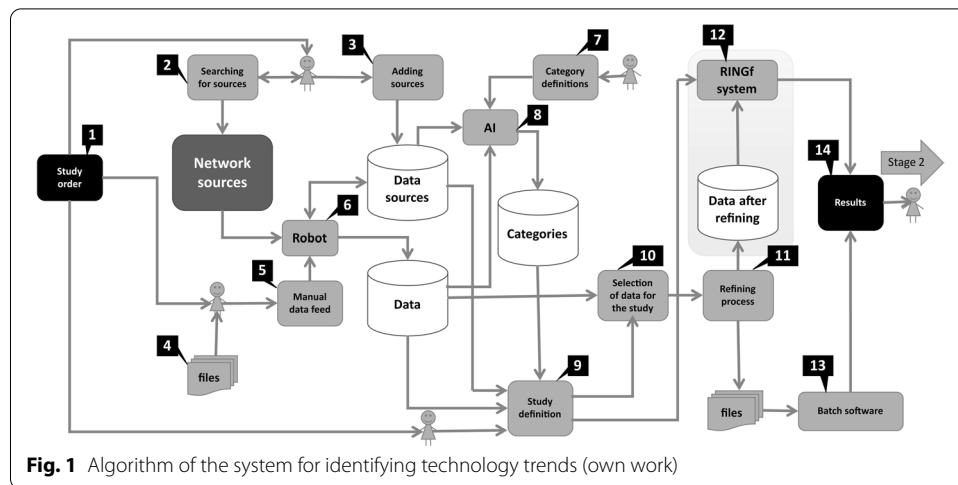 1
Study
order
2
Searching
for sources
3
Adding
sources
7
Category
definitions
12
RINGf
system
8
AI
Network
sources
Data
sources
6
Robot
Categories
Data after
refining
14
Results
Stage 2
5
Manual
data feed
Data
10
Selection
of data for
the study
11
Refining
process
4
files
9
Study
definition
files
13
Batch software
Fig. 1 Algorithm of the system for identifying technology trends (own work)